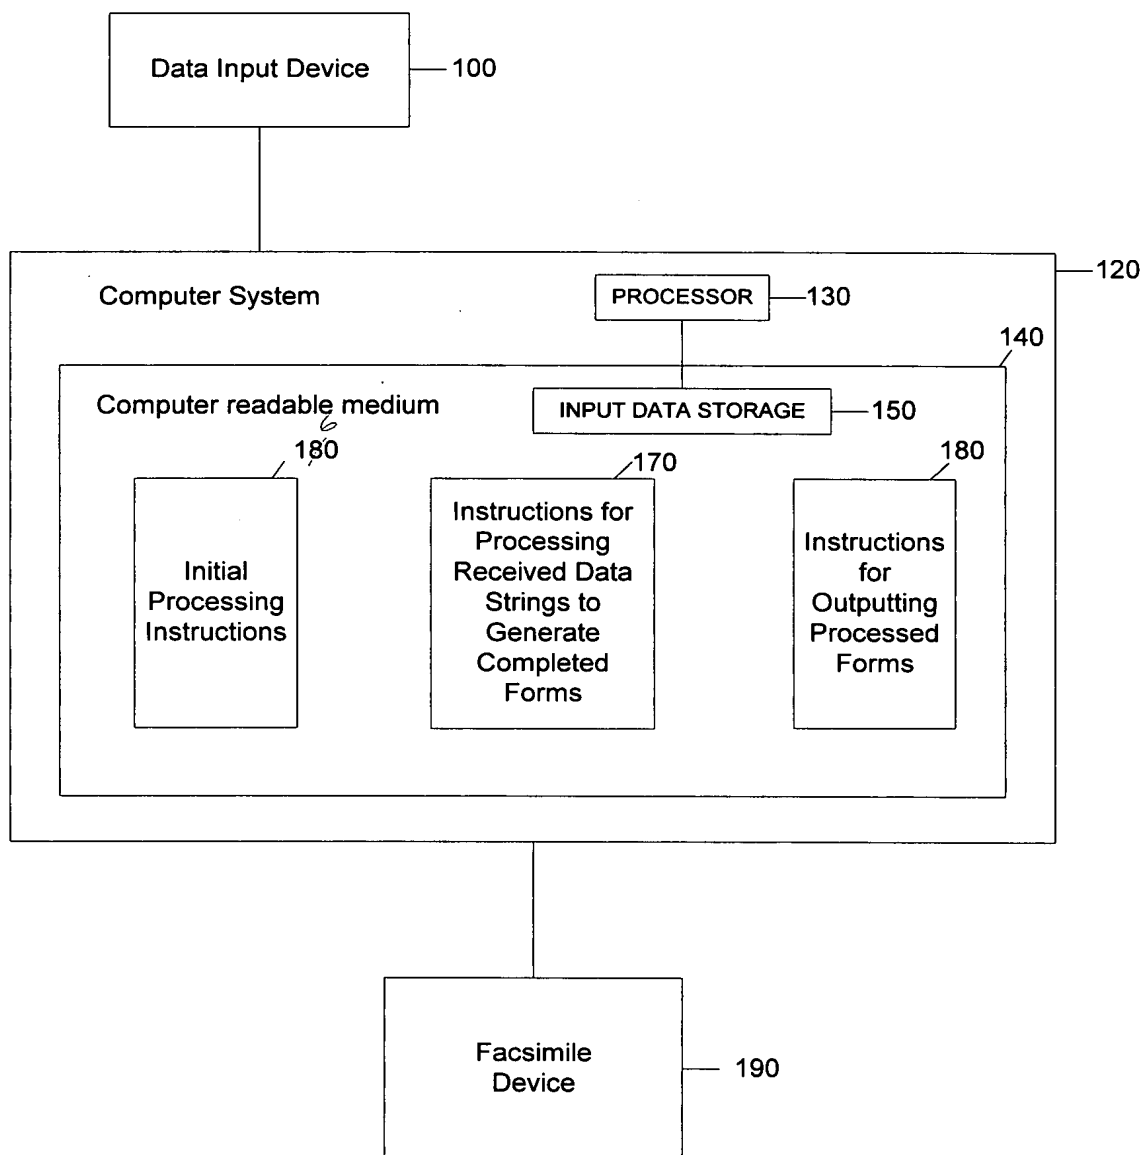 Data Input Device
100
120
Computer System
PROCESSOR
130
140
Computer readable medium
INPUT DATA STORAGE
150
6
180
170
180
Initial
Processing
Instructions
Instructions for
Processing
Received Data
Strings to
Generate
Completed
Forms
Instructions
for
Outputting
Processed
Forms
Facsimile
Device
190